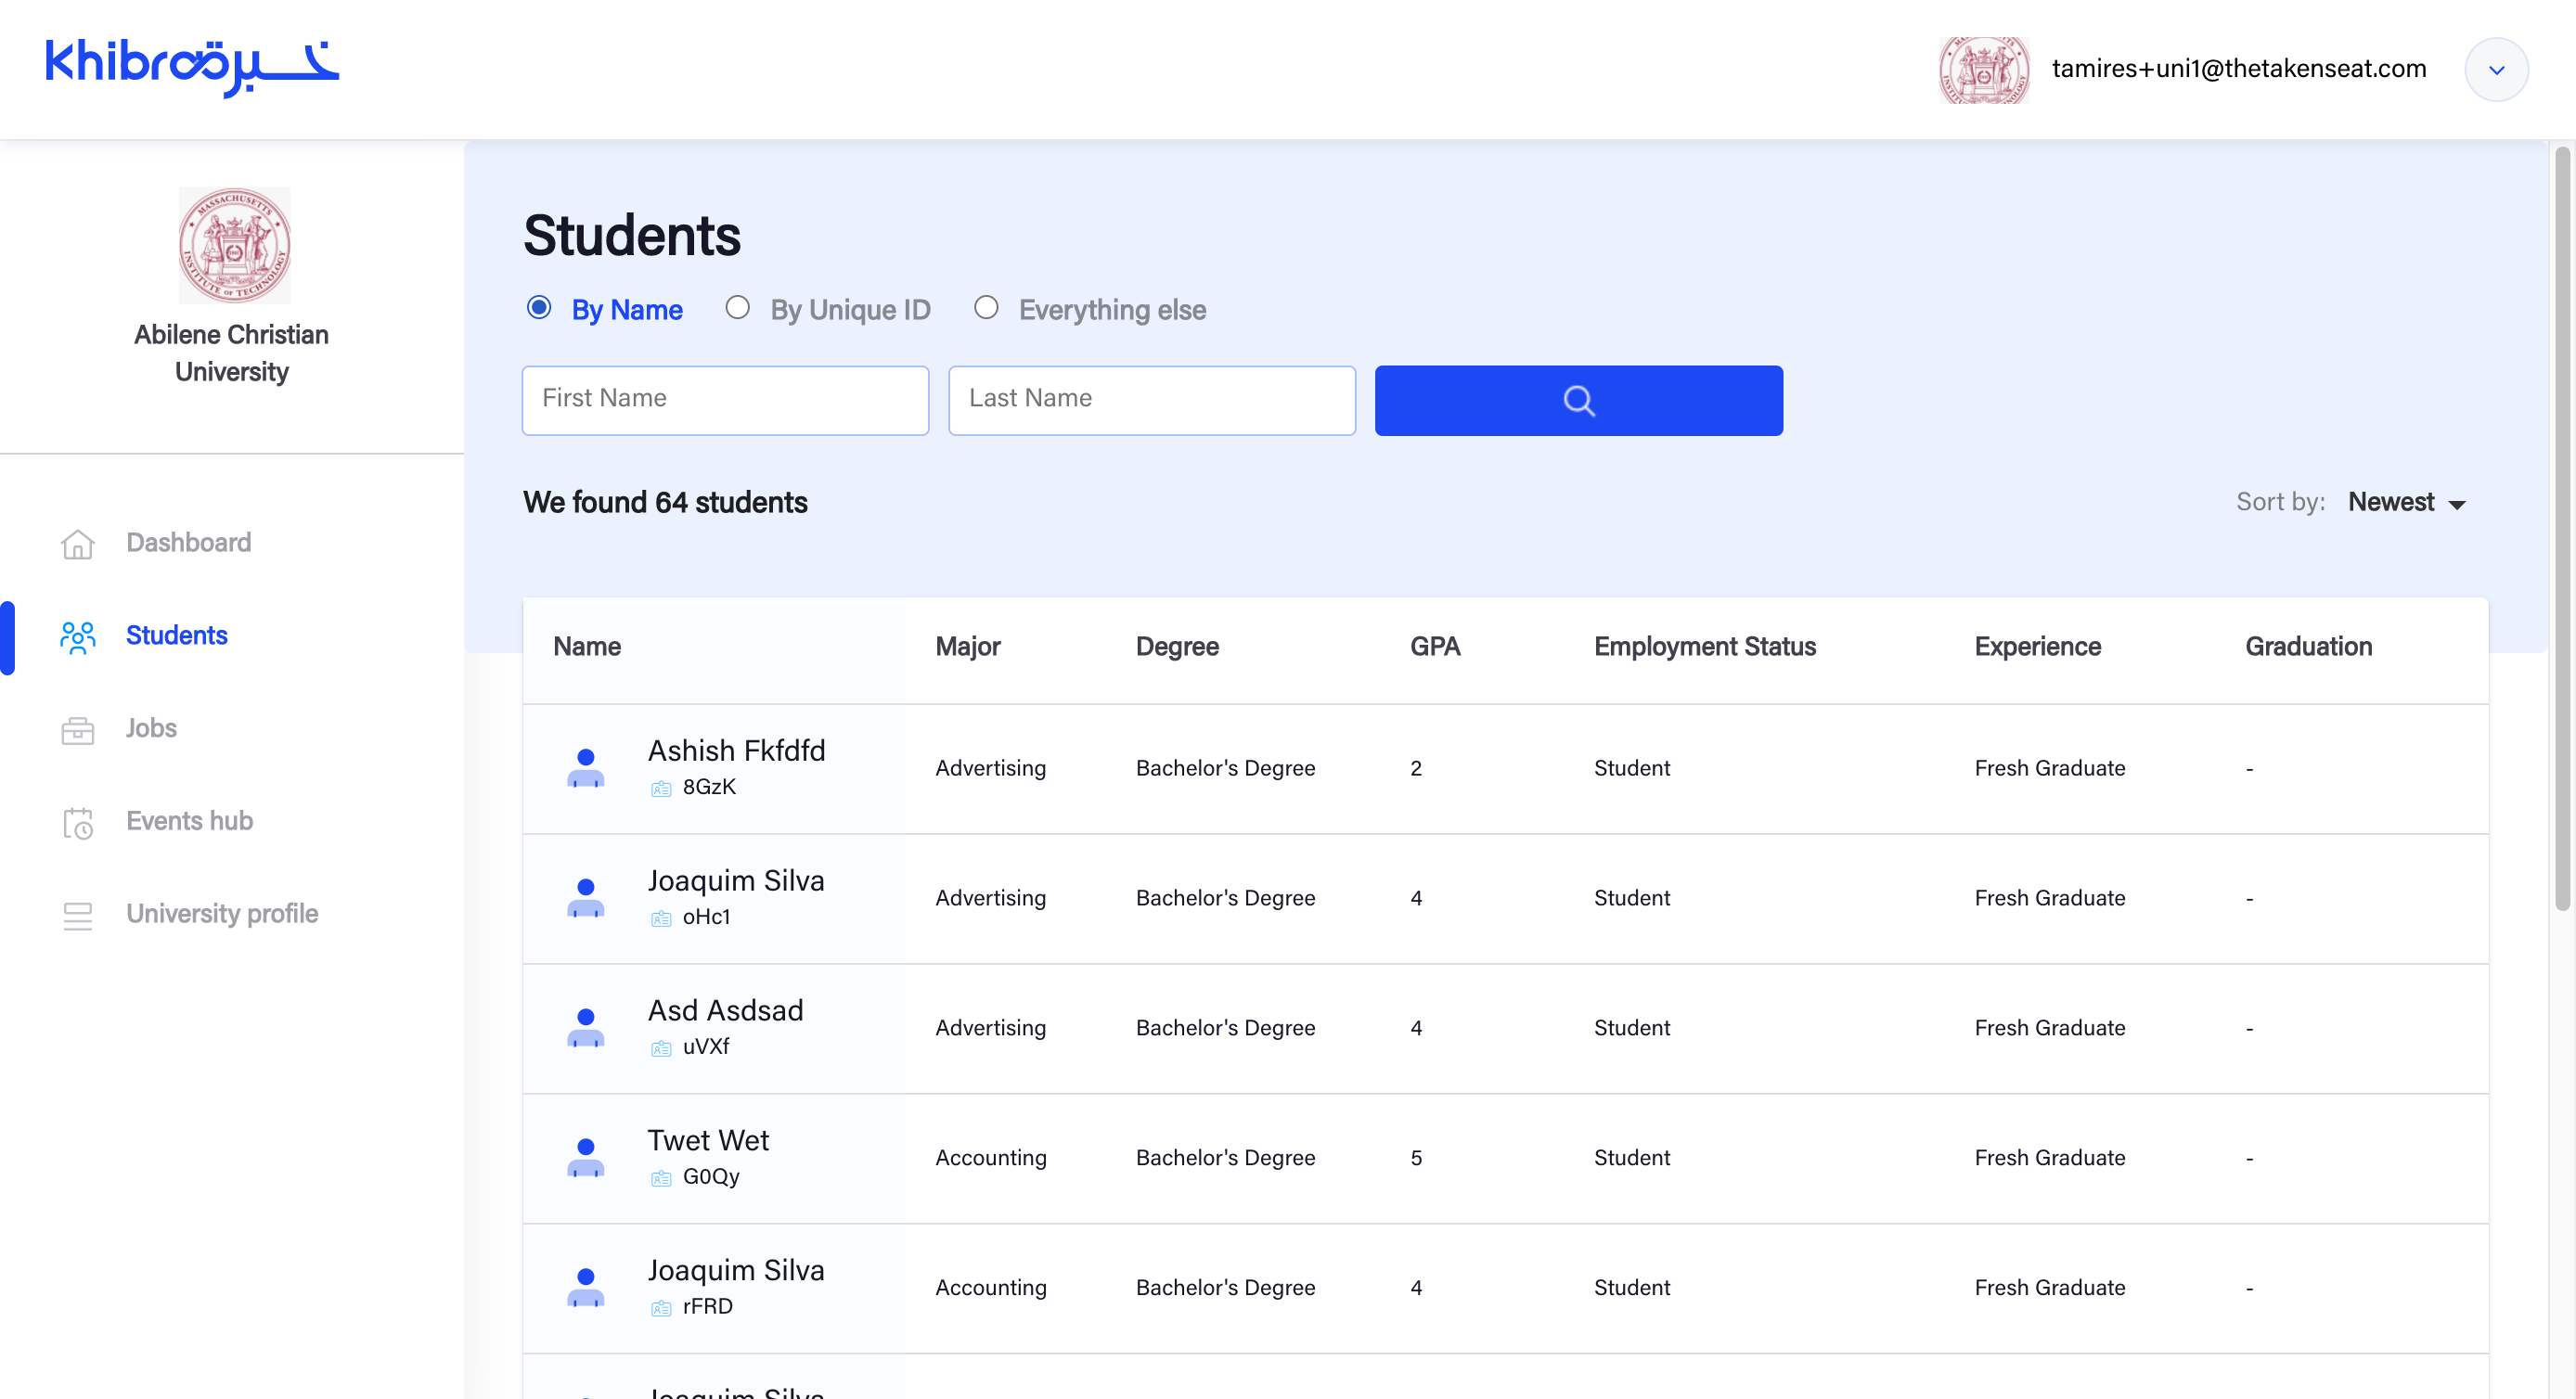 khibra خبرة
tamires+uni1@thetakenseat.com
MASSACHUSETTS
INSTITUTE OF TECHNOLOGY
Abilene Christian
University
Dashboard
Students
Jobs
Events hub
University profile
Students
By Name By Unique ID Everything else
First Name Last Name
We found 64 students
Sort by: Newest
Name Major Degree GPA Employment Status Experience Graduation
Ashish Fkfdfd
8GzK
Advertising Bachelor's Degree 2 Student Fresh Graduate -
Joaquim Silva
oHc1
Advertising Bachelor's Degree 4 Student Fresh Graduate -
Asd Asdsad
uVXf
Advertising Bachelor's Degree 4 Student Fresh Graduate -
Twet Wet
G0Qy
Accounting Bachelor's Degree 5 Student Fresh Graduate -
Joaquim Silva
rFRD
Accounting Bachelor's Degree 4 Student Fresh Graduate -
Joaquim Silva